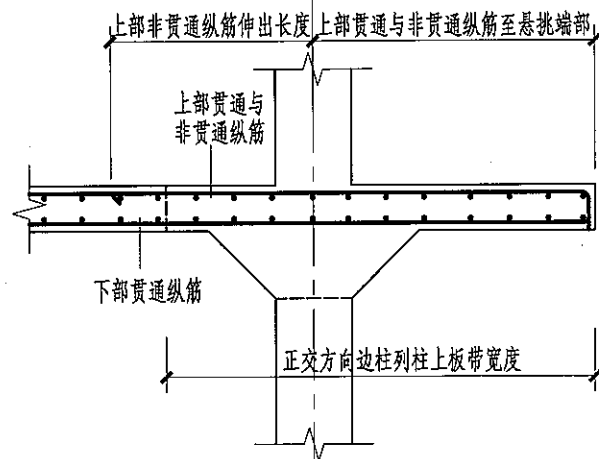 上部非贯通纵筋伸出长度
上部贯通与非贯通纵筋至悬挑端部
上部贯通与
非贯通纵筋
下部贯通纵筋
正交方向边柱列柱上板带宽度